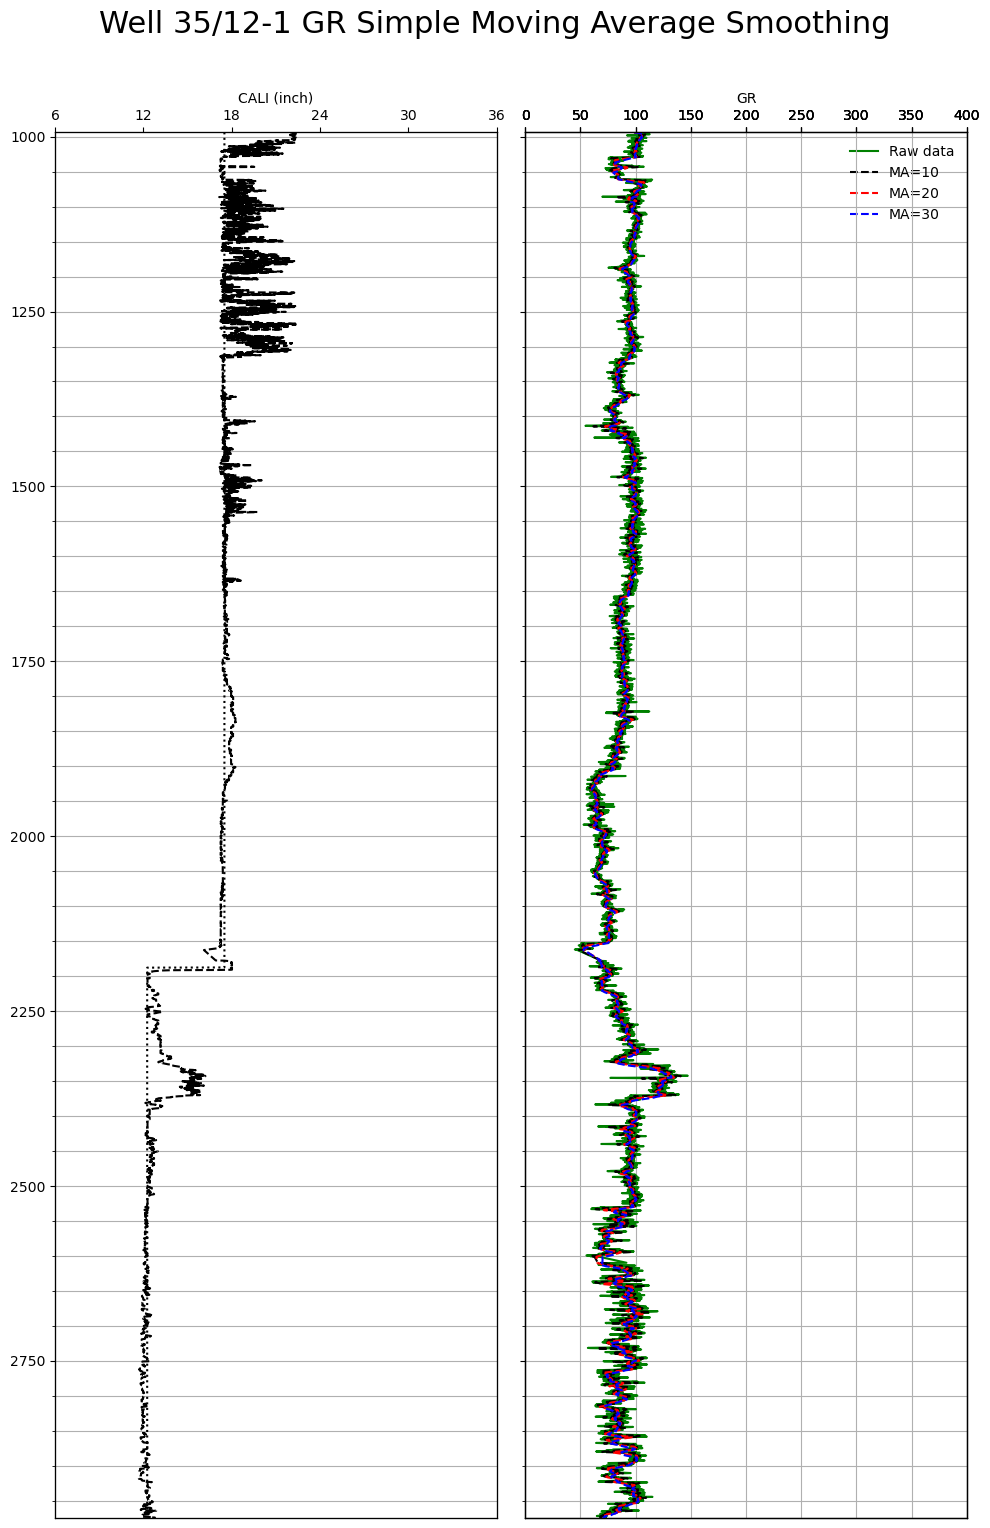 Well 35/12-1 GR Simple Moving Average Smoothing
CALI (inch)
6 12 18 24 30 36
GR
0 50 100 150 200 250 300 350 400
Raw data
MA=10
MA=20
MA=30
1000
1250
1500
1750
2000
2250
2500
2750